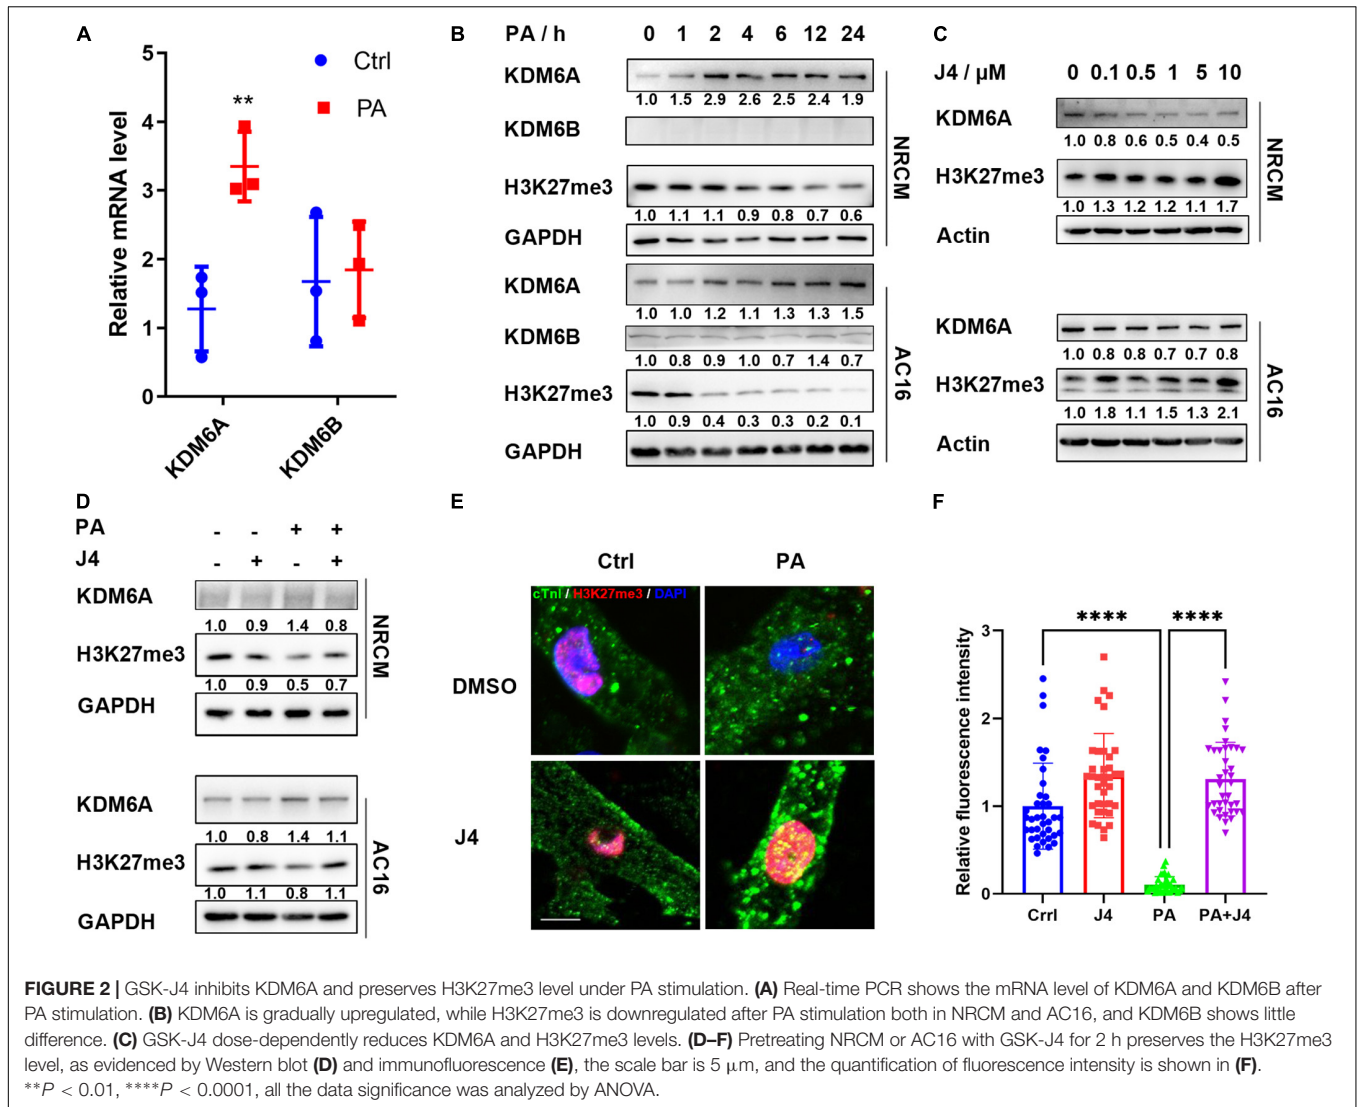 A
5
4
3
2
1
0
Relative mRNA level
Ctrl
PA
**
KDM6A
KDM6B
B
PA / h 0 1 2 4 6 12 24
KDM6A
1.0 1.5 2.9 2.6 2.5 2.4 1.9
KDM6B
H3K27me3
1.0 1.1 1.1 0.9 0.8 0.7 0.6
GAPDH
NRCM
KDM6A
1.0 1.0 1.2 1.1 1.3 1.3 1.5
KDM6B
1.0 0.8 0.9 1.0 0.7 1.4 0.7
H3K27me3
1.0 0.9 0.4 0.3 0.3 0.2 0.1
GAPDH
AC16
C
J4 / μM 0 0.1 0.5 1 5 10
KDM6A
1.0 0.8 0.6 0.5 0.4 0.5
H3K27me3
1.0 1.3 1.2 1.2 1.1 1.7
Actin
NRCM
KDM6A
1.0 0.8 0.8 0.7 0.7 0.8
H3K27me3
1.0 1.8 1.1 1.5 1.3 2.1
Actin
AC16
D
PA - - + +
J4 - + - +
KDM6A
1.0 0.9 1.4 0.8
H3K27me3
1.0 0.9 0.5 0.7
GAPDH
NRCM
KDM6A
1.0 0.8 1.4 1.1
H3K27me3
1.0 1.1 0.8 1.1
GAPDH
AC16
E
Ctrl PA
cTnI / H3K27me3 / DAPI
DMSO
J4
F
Relative fluorescence intensity
3
2
1
0
**** ****
Crrl J4 PA PA+J4
FIGURE 2 | GSK-J4 inhibits KDM6A and preserves H3K27me3 level under PA stimulation. (A) Real-time PCR shows the mRNA level of KDM6A and KDM6B after
PA stimulation. (B) KDM6A is gradually upregulated, while H3K27me3 is downregulated after PA stimulation both in NRCM and AC16, and KDM6B shows little
difference. (C) GSK-J4 dose-dependently reduces KDM6A and H3K27me3 levels. (D–F) Pretreating NRCM or AC16 with GSK-J4 for 2 h preserves the H3K27me3
level, as evidenced by Western blot (D) and immunofluorescence (E), the scale bar is 5 μm, and the quantification of fluorescence intensity is shown in (F).
**P < 0.01, ****P < 0.0001, all the data significance was analyzed by ANOVA.